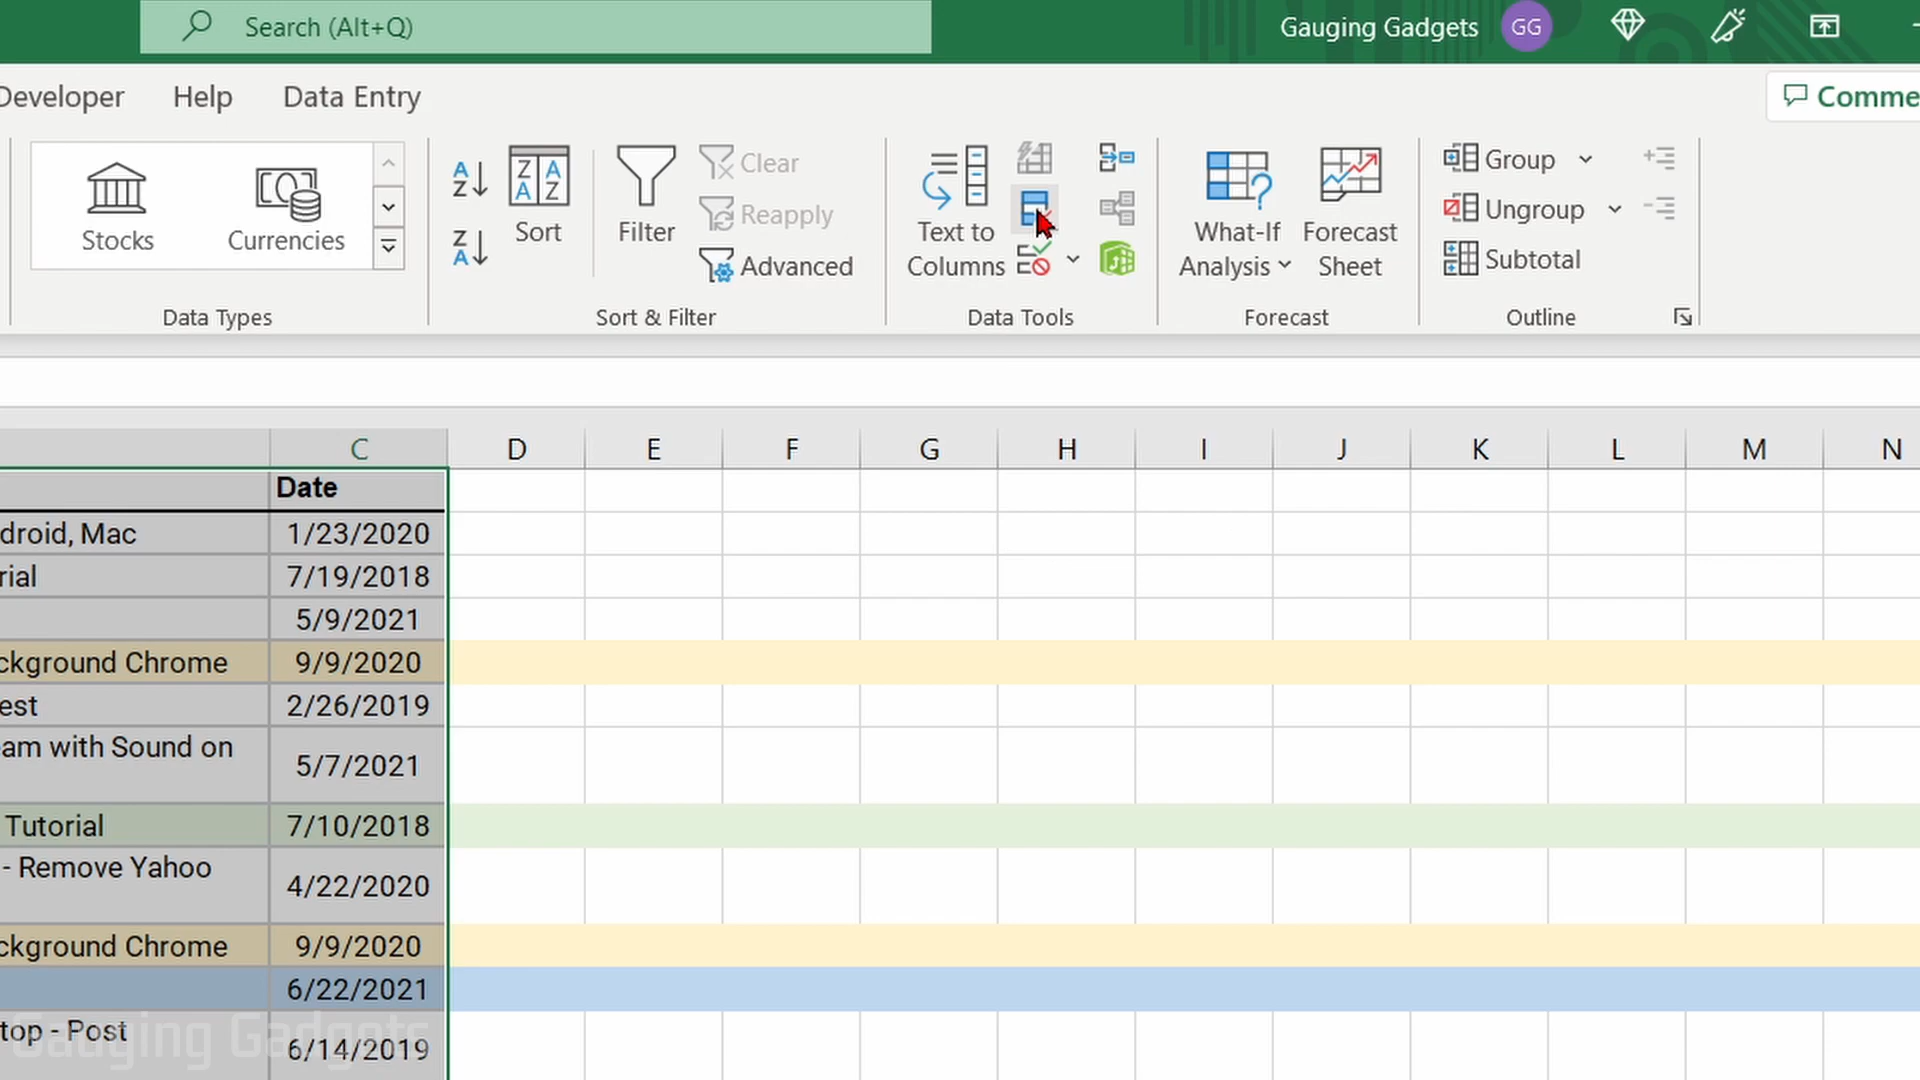 Search (Alt+Q)
Gauging Gadgets
GG
Developer
Help
Data Entry
Comme
Stocks
Currencies
Data Types
A
Z
Z
A
Z A
A Z
Sort
Filter
Clear
Reapply
Advanced
Sort & Filter
Text to
Columns
Data Tools
What-If
Analysis
Forecast
Sheet
Forecast
Group
Ungroup
Subtotal
Outline
C D E F G H I J K L M N
Date
droid, Mac 1/23/2020
rial 7/19/2018
5/9/2021
ckground Chrome 9/9/2020
est 2/26/2019
am with Sound on
5/7/2021
Tutorial 7/10/2018
- Remove Yahoo
4/22/2020
ckground Chrome 9/9/2020
6/22/2021
top - Post
6/14/2019
Gauging Gadgets